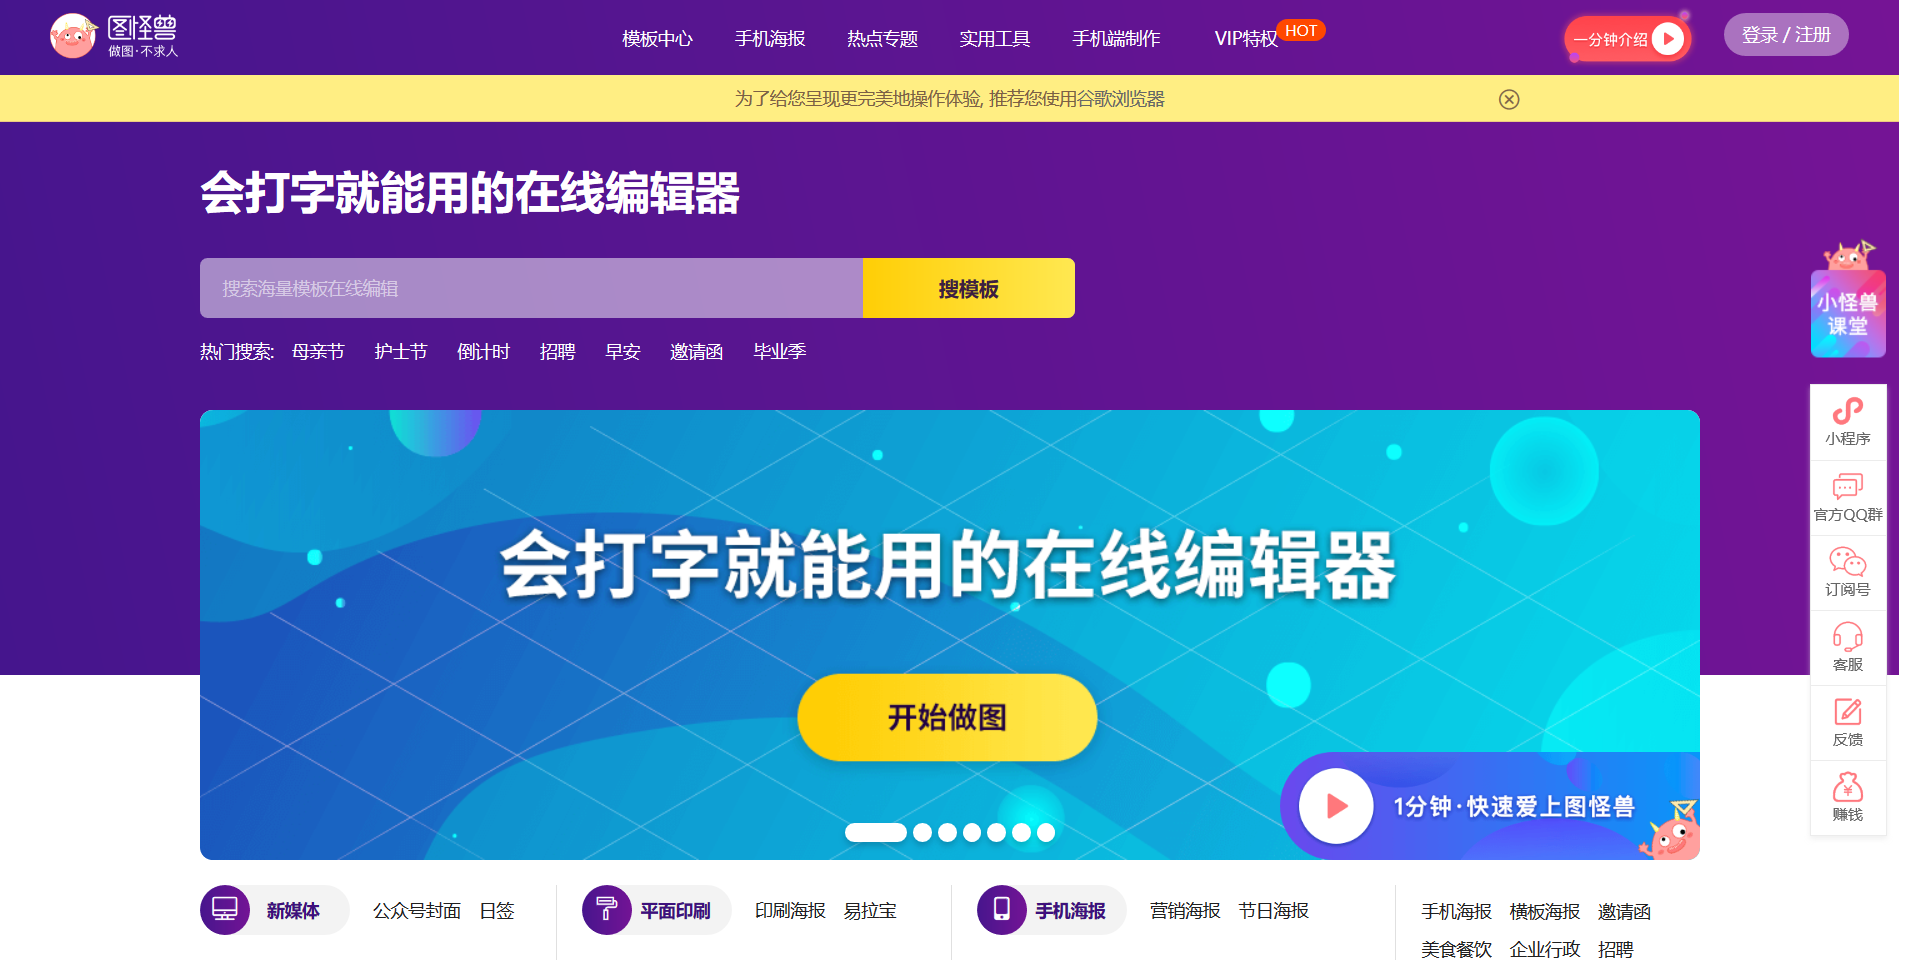 图怪兽
做图·不求人
模板中心 手机海报 热点专题 实用工具 手机端制作 VIP特权 HOT
一分钟介绍
登录 / 注册
为了给您呈现更完美地操作体验, 推荐您使用谷歌浏览器
会打字就能用的在线编辑器
搜索海量模板在线编辑 搜模板
热门搜索: 母亲节 护士节 倒计时 招聘 早安 邀请函 毕业季
小怪兽
课堂
小程序
官方QQ群
订阅号
客服
反馈
赚钱
会打字就能用的在线编辑器
开始做图
1分钟·快速爱上图怪兽
新媒体 公众号封面 日签
平面印刷 印刷海报 易拉宝
手机海报 营销海报 节日海报
手机海报 横板海报 邀请函
美食餐饮 企业行政 招聘